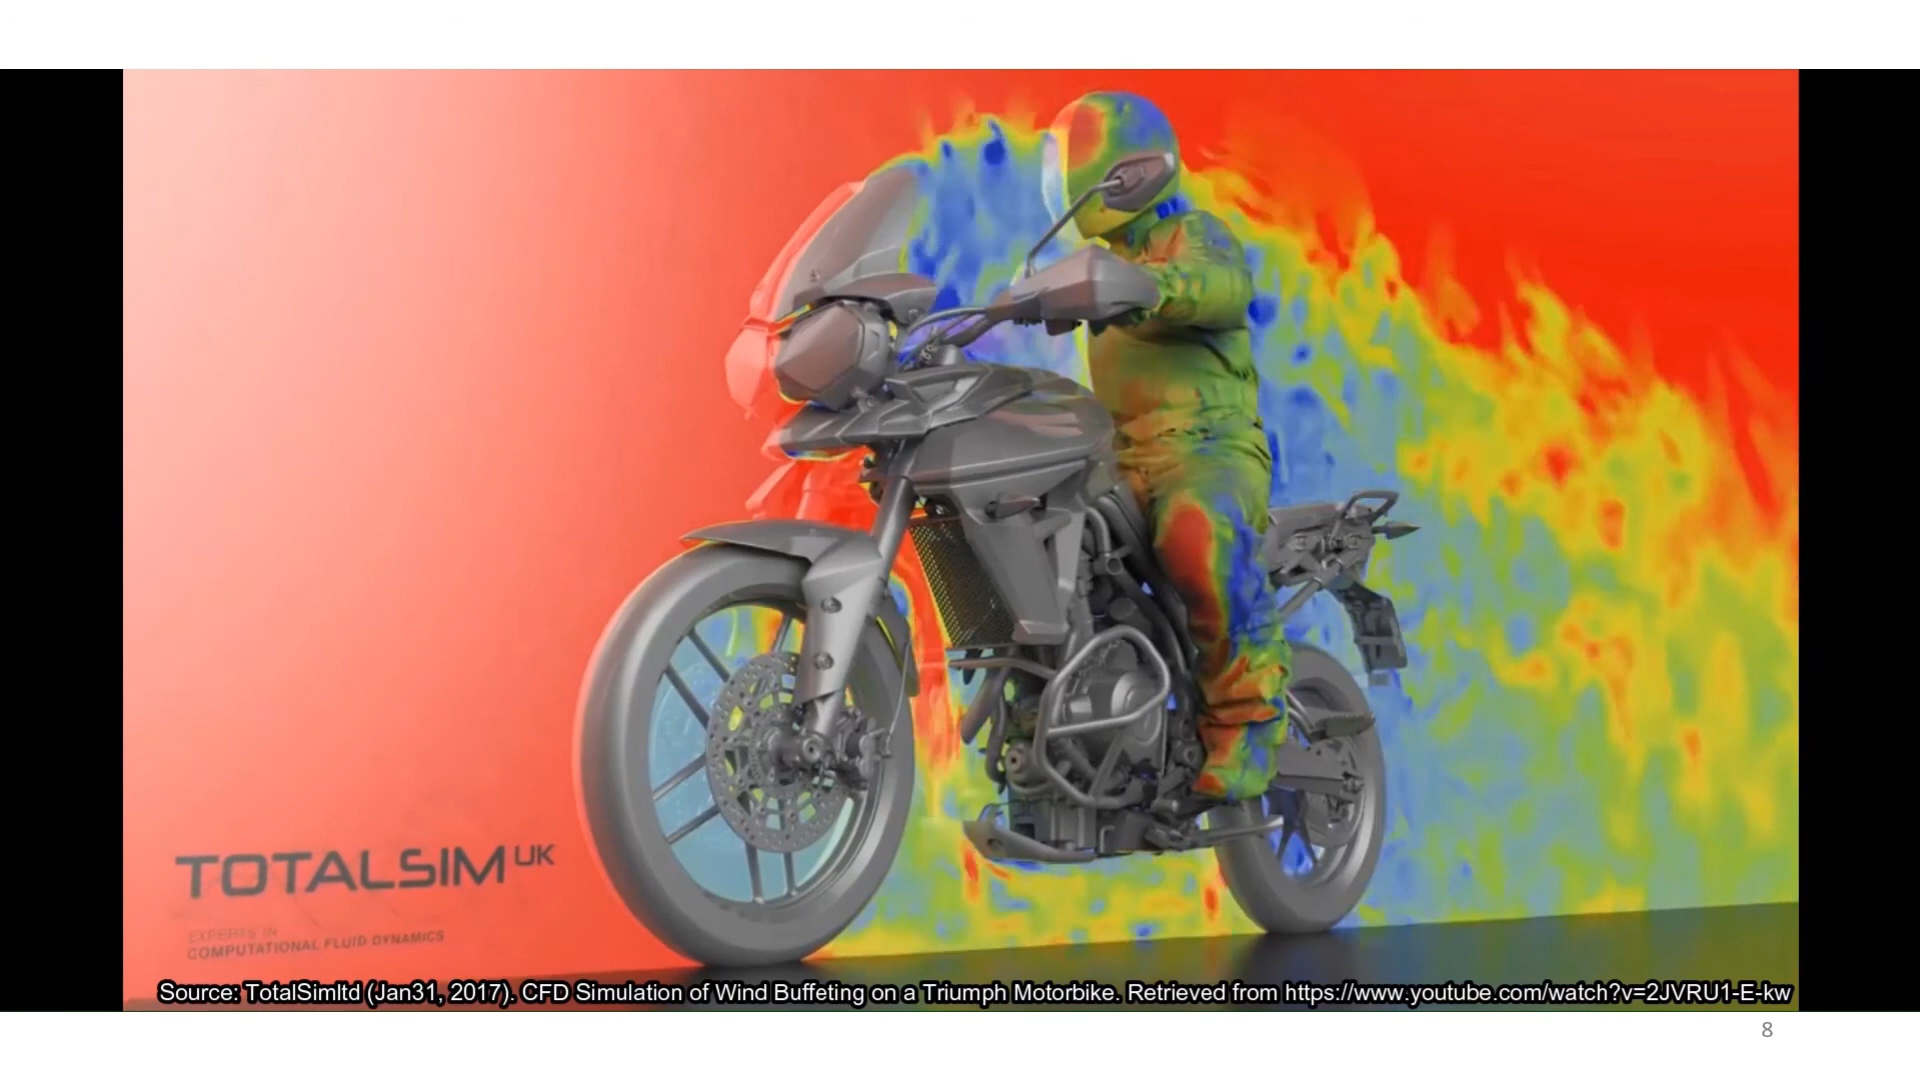 TOTALSIM UK
EXPERTS IN
COMPUTATIONAL FLUID DYNAMICS
Source: TotalSimltd (Jan31, 2017). CFD Simulation of Wind Buffeting on a Triumph Motorbike. Retrieved from https://www.youtube.com/watch?v=2JVRU1-E-kw
8